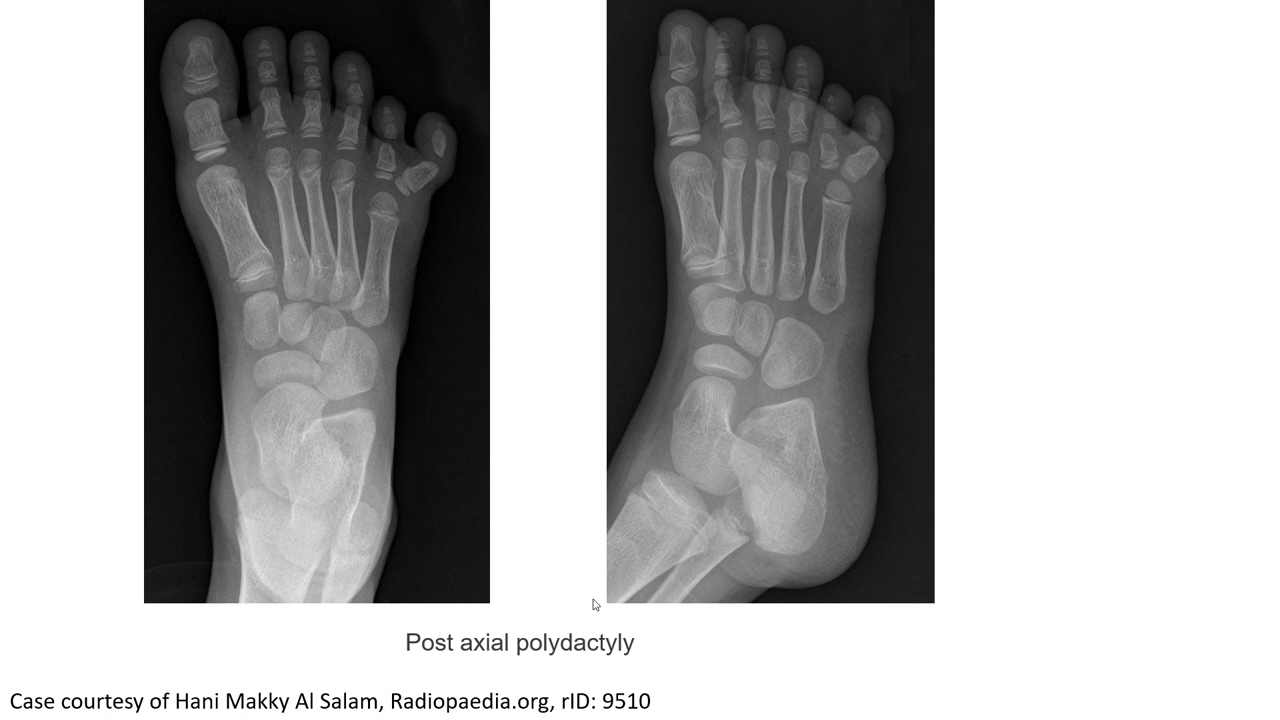 Post axial polydactyly
Case courtesy of Hani Makky Al Salam, Radiopaedia.org, rID: 9510